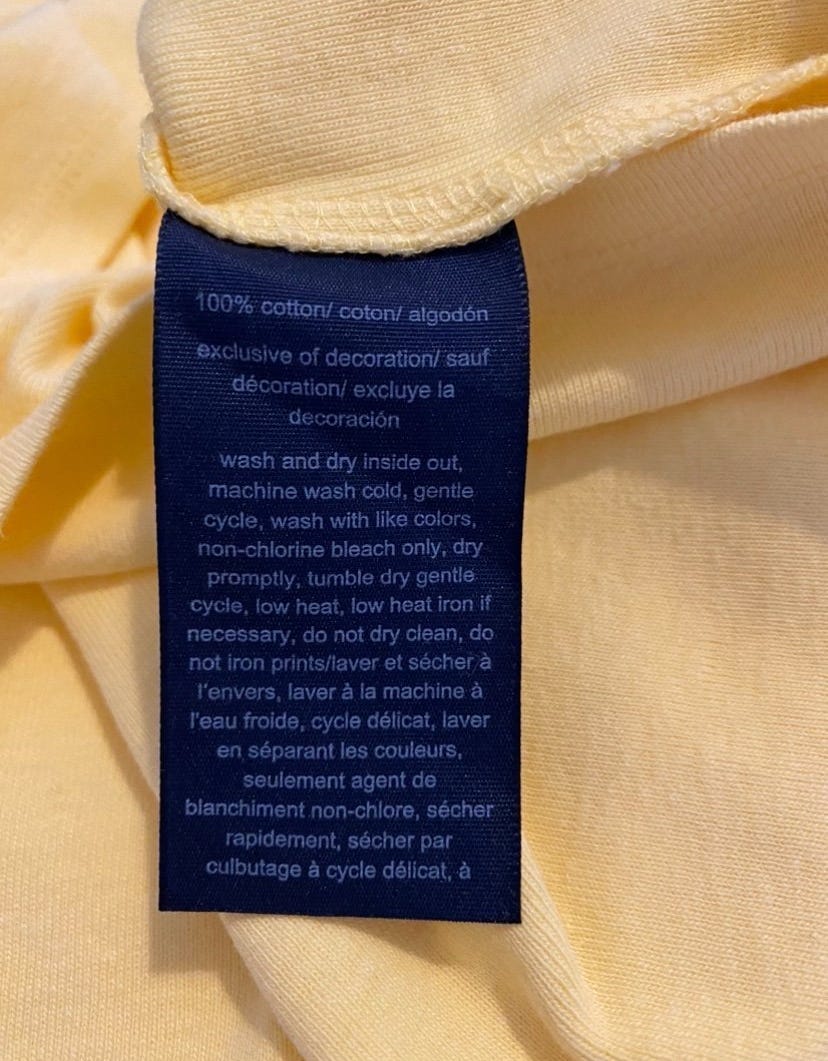 100% cotton/ coton/ algodón
exclusive of decoration/ sauf
décoration/ excluye la
decoración
wash and dry inside out,
machine wash cold, gentle
cycle, wash with like colors,
non-chlorine bleach only, dry
promptly, tumble dry gentle
cycle, low heat, low heat iron if
necessary, do not dry clean, do
not iron prints/laver et sécher à
l'envers, laver à la machine à
l'eau froide, cycle délicat, laver
en séparant les couleurs,
seulement agent de
blanchiment non-chlore, sécher
rapidement, sécher par
culbutage à cycle délicat, à